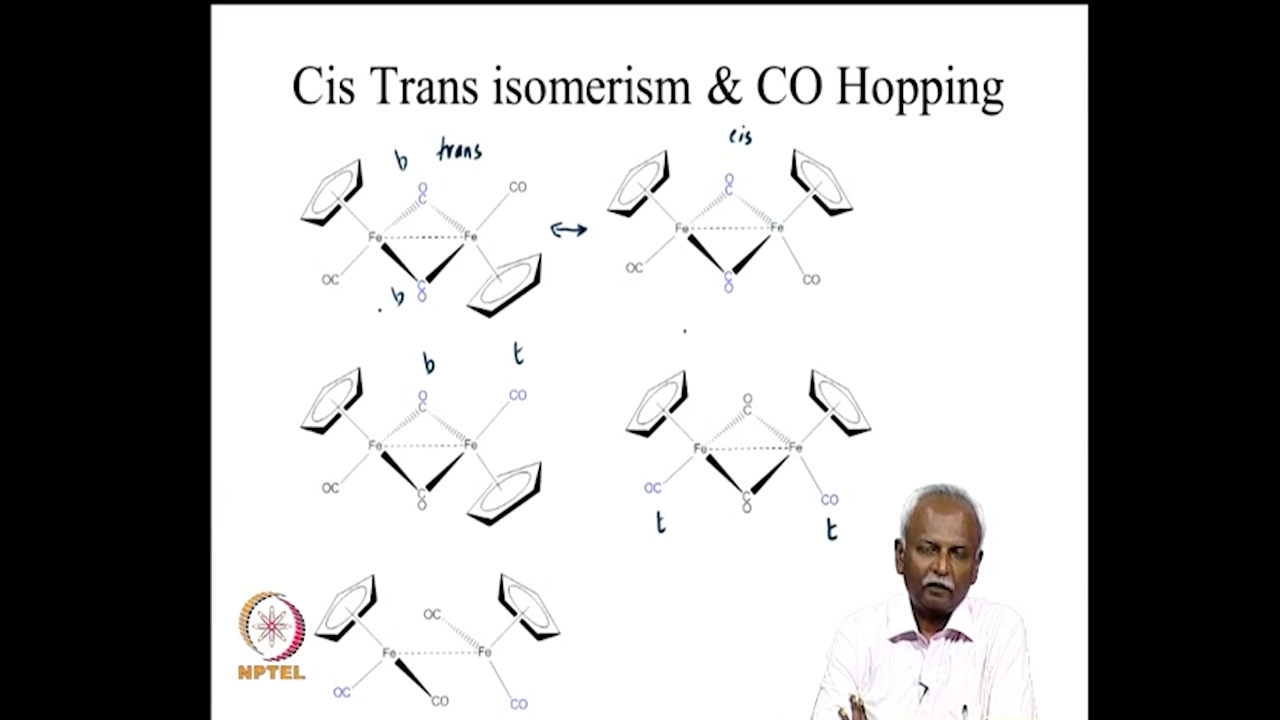 Cis Trans isomerism & CO Hopping
b trans cis
O O
C CO C
Fe Fe Fe Fe
OC OC CO
b C C
O O
b t
O CO O
C C
Fe Fe Fe Fe
OC C OC C CO
O O
t t
OC
Fe Fe
OC CO CO
NPTEL